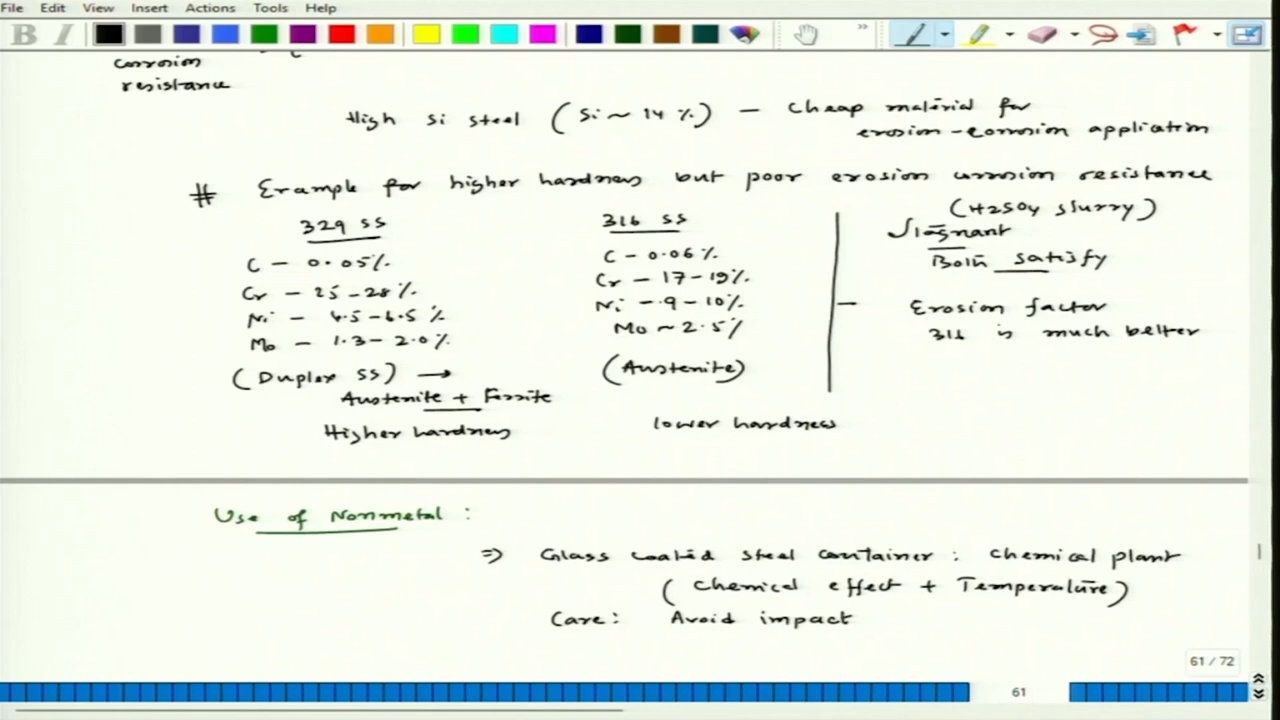 File Edit View Insert Actions Tools Help
B I
corrosion
resistance
High Si steel (Si ~ 14 %) - Cheap material for
erosion-corrosion application
# Example for higher hardness but poor erosion corrosion resistance
(H2SO4 slurry)
329 SS
C - 0.05%
Cr - 25-28%
Ni - 4.5-6.5 %
Mo - 1.3-2.0%
(Duplex SS) →
Austenite + Ferrite
Higher hardness
316 SS
C - 0.06%
Cr - 17-19%
Ni - 9-10%
Mo ~ 2.5%
(Austenite)
lower hardness
Stagnant
Both satisfy
Erosion factor
316 is much better
Use of Nonmetal :
⇒ Glass coated steel container : Chemical plant
(Chemical effect + Temperature)
Care : Avoid impact
61 / 72
61